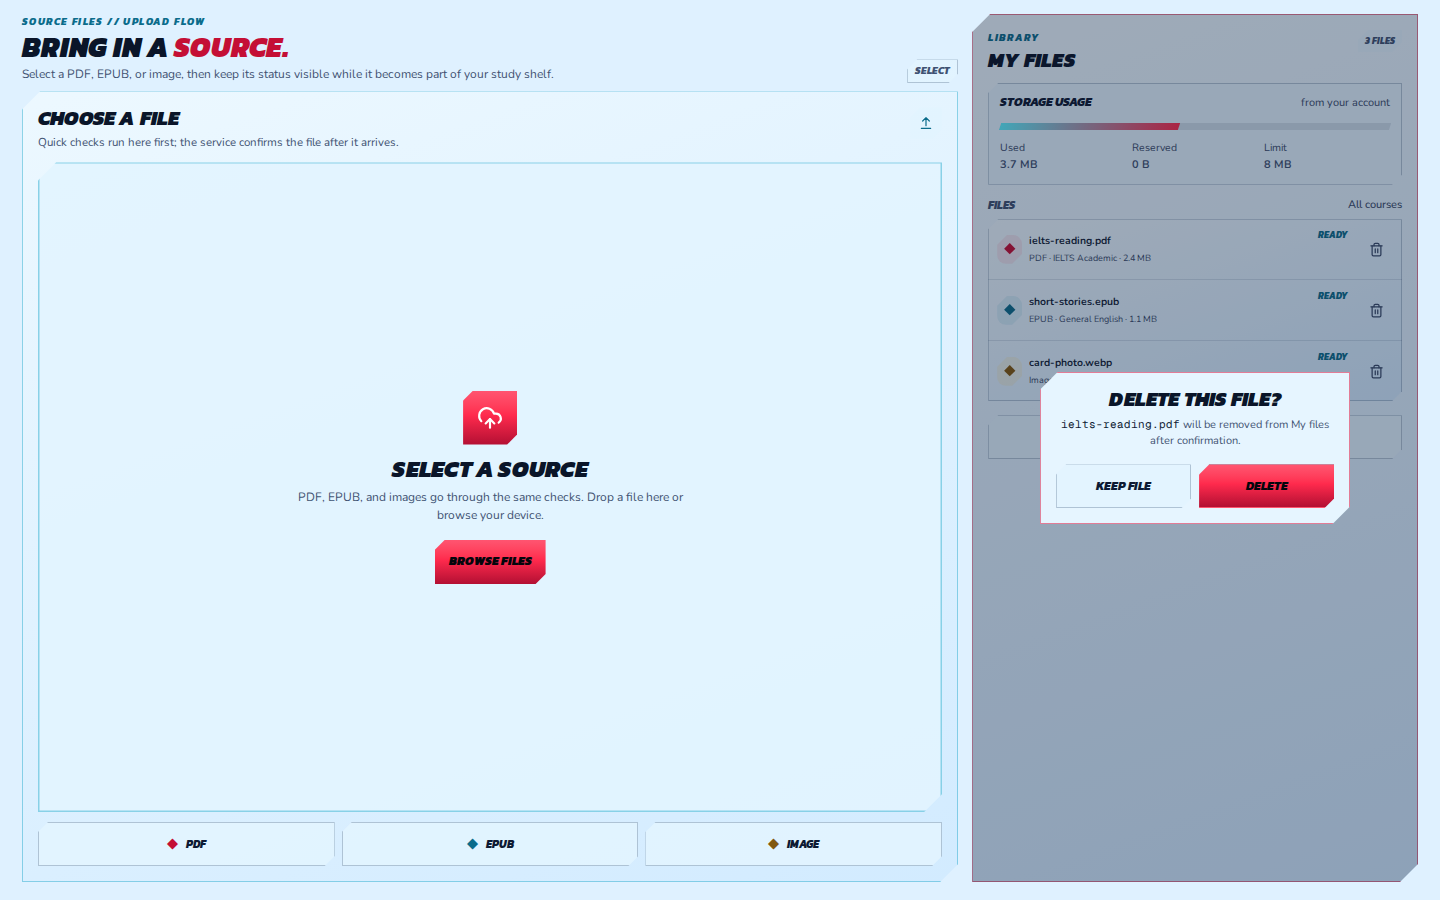 SOURCE FILES // UPLOAD FLOW
BRING IN A SOURCE.
Select a PDF, EPUB, or image, then keep its status visible while it becomes part of your study shelf.
SELECT
CHOOSE A FILE
Quick checks run here first; the service confirms the file after it arrives.
SELECT A SOURCE
PDF, EPUB, and images go through the same checks. Drop a file here or
browse your device.
BROWSE FILES
PDF
EPUB
IMAGE
LIBRARY
3 FILES
MY FILES
STORAGE USAGE
from your account
Used
Reserved
Limit
3.7 MB
0 B
8 MB
FILES
All courses
ielts-reading.pdf
READY
PDF · IELTS Academic · 2.4 MB
short-stories.epub
READY
EPUB · General English · 1.1 MB
card-photo.webp
READY
DELETE THIS FILE?
ielts-reading.pdf will be removed from My files
after confirmation.
KEEP FILE
DELETE